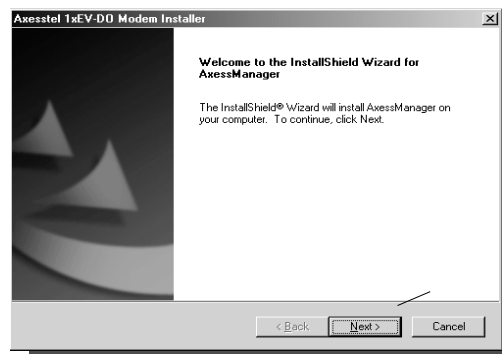 Axesstel 1xEV-DO Modem Installer
Welcome to the InstallShield Wizard for
AxessManager
The InstallShield® Wizard will install AxessManager on
your computer. To continue, click Next.
< Back
Next >
Cancel